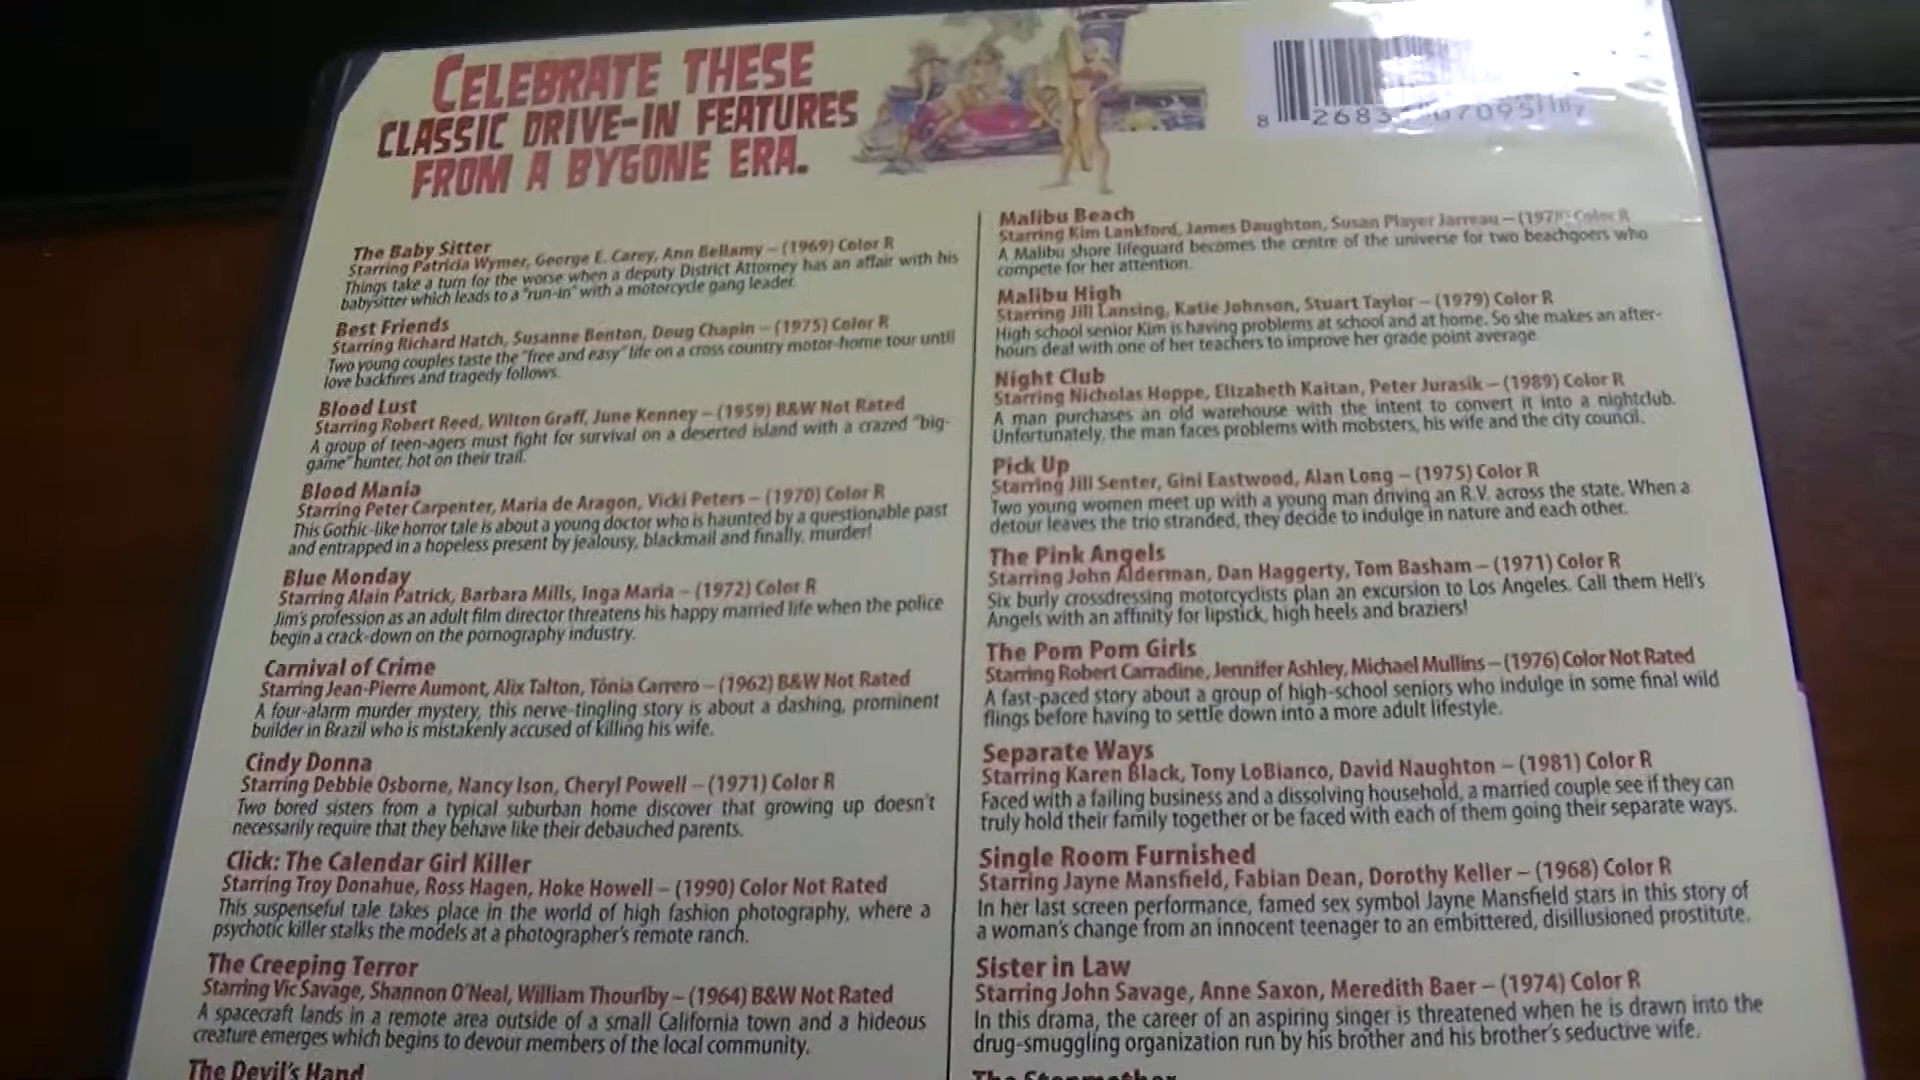 CELEBRATE THESE
CLASSIC DRIVE-IN FEATURES
FROM A BYGONE ERA.
The Baby Sitter
Starring Patricia Wymer, George E. Carey, Ann Bellamy – (1969) Color R
Things take a turn for the worse when a deputy District Attorney has an affair with his
babysitter which leads to a "run-in" with a motorcycle gang leader.
Best Friends
Starring Richard Hatch, Susanne Benton, Doug Chapin – (1975) Color R
Two young couples taste the "free and easy" life on a cross country motor-home tour until
love backfires and tragedy follows.
Blood Lust
Starring Robert Reed, Wilton Graff, June Kenney – (1959) B&W Not Rated
A group of teen-agers must fight for survival on a deserted island with a crazed "big-
game" hunter, hot on their trail.
Blood Mania
Starring Peter Carpenter, Maria de Aragon, Vicki Peters – (1970) Color R
This Gothic-like horror tale is about a young doctor who is haunted by a questionable past
and entrapped in a hopeless present by jealousy, blackmail and finally, murder!
Blue Monday
Starring Alain Patrick, Barbara Mills, Inga Maria – (1972) Color R
Jim's profession as an adult film director threatens his happy married life when the police
begin a crack-down on the pornography industry.
Carnival of Crime
Starring Jean-Pierre Aumont, Alix Talton, Tônia Carrero – (1962) B&W Not Rated
A four-alarm murder mystery, this nerve-tingling story is about a dashing, prominent
builder in Brazil who is mistakenly accused of killing his wife.
Cindy Donna
Starring Debbie Osborne, Nancy Ison, Cheryl Powell – (1971) Color R
Two bored sisters from a typical suburban home discover that growing up doesn't
necessarily require that they behave like their debauched parents.
Click: The Calendar Girl Killer
Starring Troy Donahue, Ross Hagen, Hoke Howell – (1990) Color Not Rated
This suspenseful tale takes place in the world of high fashion photography, where a
psychotic killer stalks the models at a photographer's remote ranch.
The Creeping Terror
Starring Vic Savage, Shannon O'Neal, William Thourlby – (1964) B&W Not Rated
A spacecraft lands in a remote area outside of a small California town and a hideous
creature emerges which begins to devour members of the local community.
The Devil's Hand
Malibu Beach
Starring Kim Lankford, James Daughton, Susan Player Jarreau – Color R
A Malibu shore lifeguard becomes the centre of the universe for two beachgoers who
compete for her attention.
Malibu High
Starring Jill Lansing, Katie Johnson, Stuart Taylor – (1979) Color R
High school senior Kim is having problems at school and at home. So she makes an after-
hours deal with one of her teachers to improve her grade point average.
Night Club
Starring Nicholas Hoppe, Elizabeth Kaitan, Peter Jurasik – (1989) Color R
A man purchases an old warehouse with the intent to convert it into a nightclub.
Unfortunately, the man faces problems with mobsters, his wife and the city council.
Pick Up
Starring Jill Senter, Gini Eastwood, Alan Long – (1975) Color R
Two young women meet up with a young man driving an R.V. across the state. When a
detour leaves the trio stranded, they decide to indulge in nature and each other.
The Pink Angels
Starring John Alderman, Dan Haggerty, Tom Basham – (1971) Color R
Six burly crossdressing motorcyclists plan an excursion to Los Angeles. Call them Hell's
Angels with an affinity for lipstick, high heels and braziers!
The Pom Pom Girls
Starring Robert Carradine, Jennifer Ashley, Michael Mullins – (1976) Color Not Rated
A fast-paced story about a group of high-school seniors who indulge in some final wild
flings before having to settle down into a more adult lifestyle.
Separate Ways
Starring Karen Black, Tony LoBianco, David Naughton – (1981) Color R
Faced with a failing business and a dissolving household, a married couple see if they can
truly hold their family together or be faced with each of them going their separate ways.
Single Room Furnished
Starring Jayne Mansfield, Fabian Dean, Dorothy Keller – (1968) Color R
In her last screen performance, famed sex symbol Jayne Mansfield stars in this story of
a woman's change from an innocent teenager to an embittered, disillusioned prostitute.
Sister in Law
Starring John Savage, Anne Saxon, Meredith Baer – (1974) Color R
In this drama, the career of an aspiring singer is threatened when he is drawn into the
drug-smuggling organization run by his brother and his brother's seductive wife.
The Stepmother